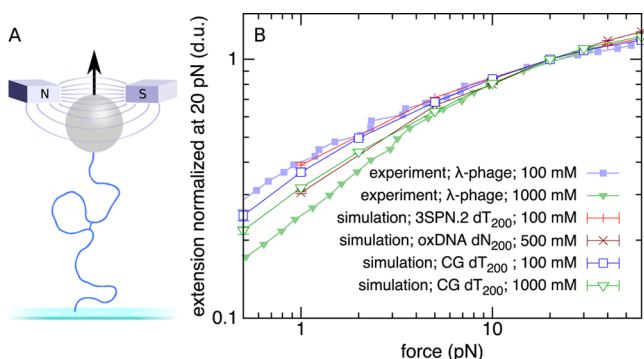 A
N
S
B
extension normalized at 20 pN (d.u.)
1
0.1
experiment; λ-phage; 100 mM
experiment; λ-phage; 1000 mM
simulation; 3SPN.2 dT200; 100 mM
simulation; oxDNA dN200; 500 mM
simulation; CG dT200 ; 100 mM
simulation; CG dT200; 1000 mM
1
10
force (pN)